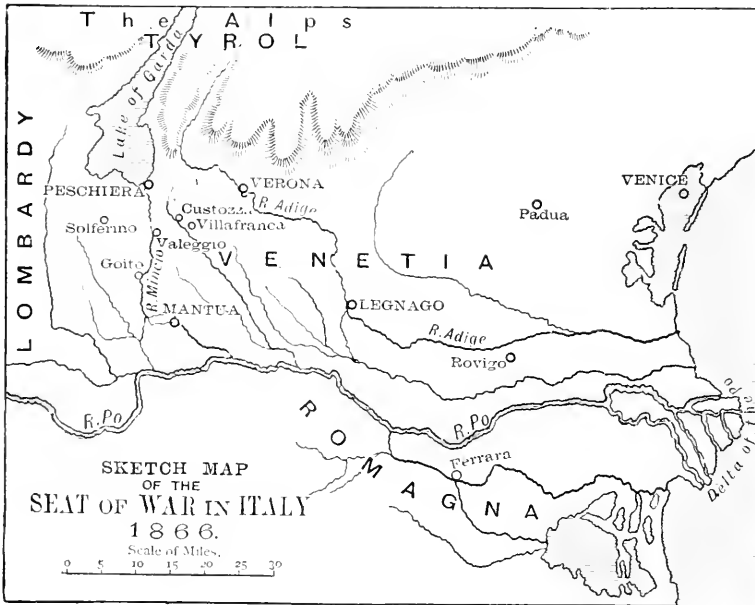 The Alps
TYROL
Lake of Garda
LOMBARDY
PESCHIERA
VERONA
R. Adige
VENICE
Padua
Solferino
Custozza
Villafranca
Valeggio
VENETIA
Goito
R. Mincio
MANTUA
LEGNAGO
R. Adige
Rovigo
R. Po
R. Po
Delta of the Po
ROMAGNA
Ferrara
SKETCH MAP
OF THE
SEAT OF WAR IN ITALY
1866.
Scale of Miles.
0 5 10 15 20 25 30